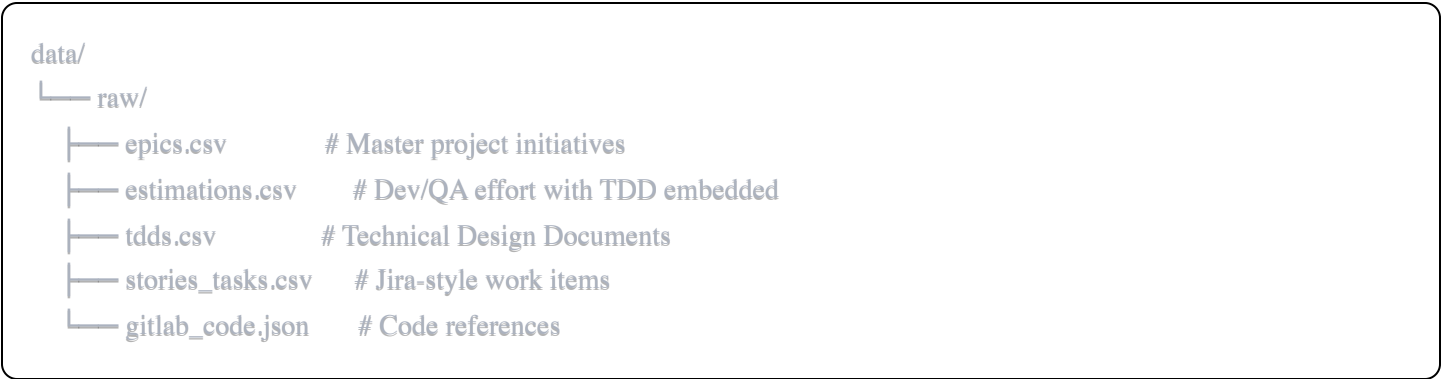 data/
└── raw/
├── epics.csv # Master project initiatives
├── estimations.csv # Dev/QA effort with TDD embedded
├── tdds.csv # Technical Design Documents
├── stories_tasks.csv # Jira-style work items
└── gitlab_code.json # Code references